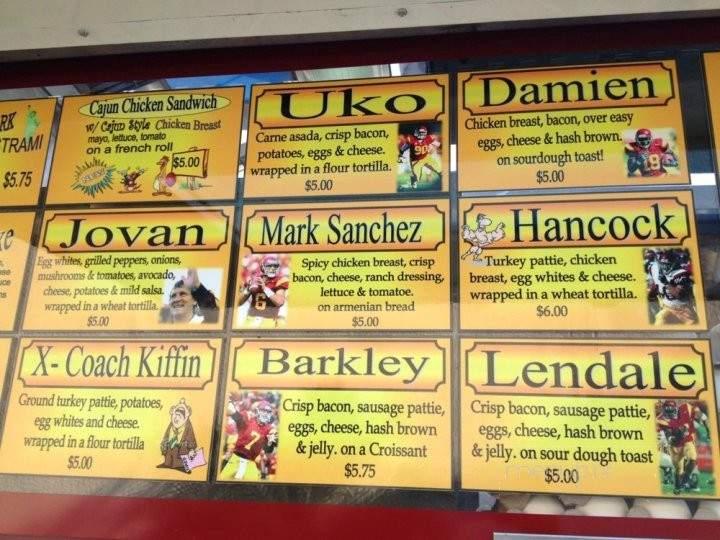 TRAMI
$5.75
Cajun Chicken Sandwich
w/ Cajun Style Chicken Breast
mayo, lettuce, tomato
on a french roll
$5.00
Uko
Carne asada, crisp bacon,
potatoes, eggs & cheese.
wrapped in a flour tortilla.
$5.00
Damien
Chicken breast, bacon, over easy
eggs, cheese & hash brown.
on sourdough toast!
$5.00
Jovan
Egg whites, grilled peppers, onions,
mushrooms & tomatoes, avocado,
cheese, potatoes & mild salsa.
wrapped in a wheat tortilla.
$5.00
Mark Sanchez
Spicy chicken breast, crisp
bacon, cheese, ranch dressing,
lettuce & tomatoe.
on armenian bread
$5.00
Hancock
Turkey pattie, chicken
breast, egg whites & cheese.
wrapped in a wheat tortilla.
$6.00
X- Coach Kiffin
Ground turkey pattie, potatoes,
egg whites and cheese.
wrapped in a flour tortilla
$5.00
Barkley
Crisp bacon, sausage pattie,
eggs, cheese, hash brown
& jelly. on a Croissant
$5.75
Lendale
Crisp bacon, sausage pattie,
eggs, cheese, hash brown
& jelly. on sour dough toast
$5.00